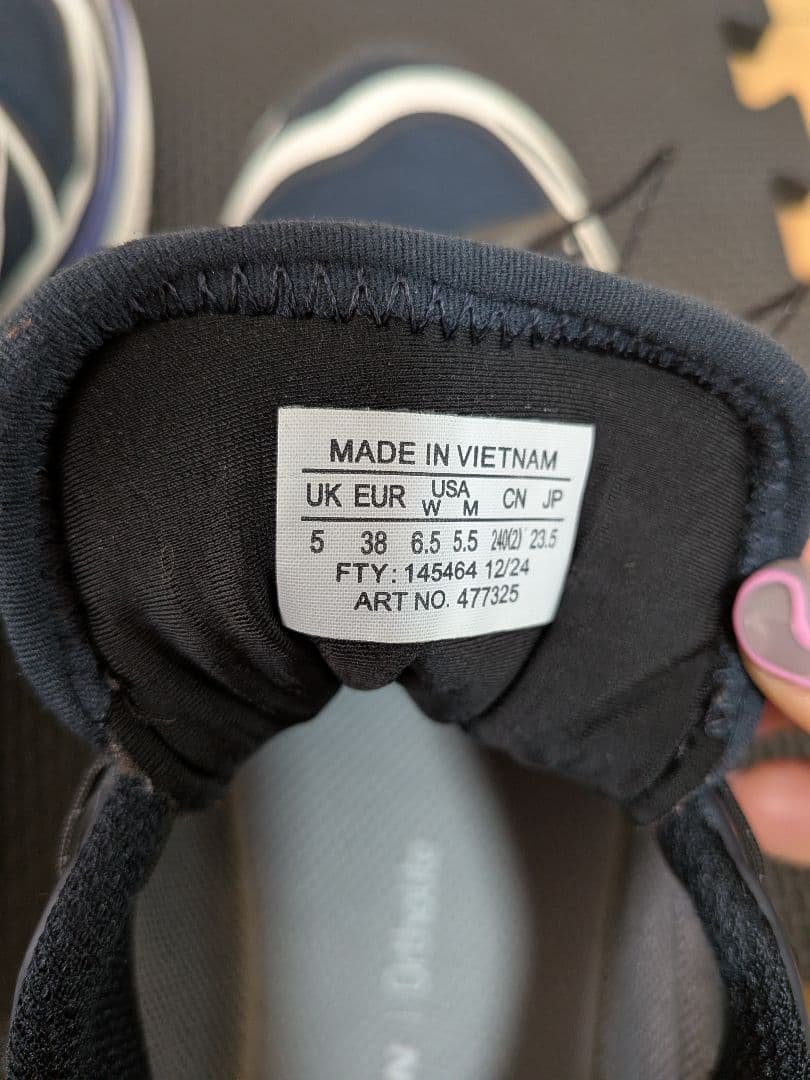 MADE IN VIETNAM
UK EUR USA CN JP
W M
5 38 6.5 5.5 240(2) 23.5
FTY: 145464 12/24
ART NO. 477325